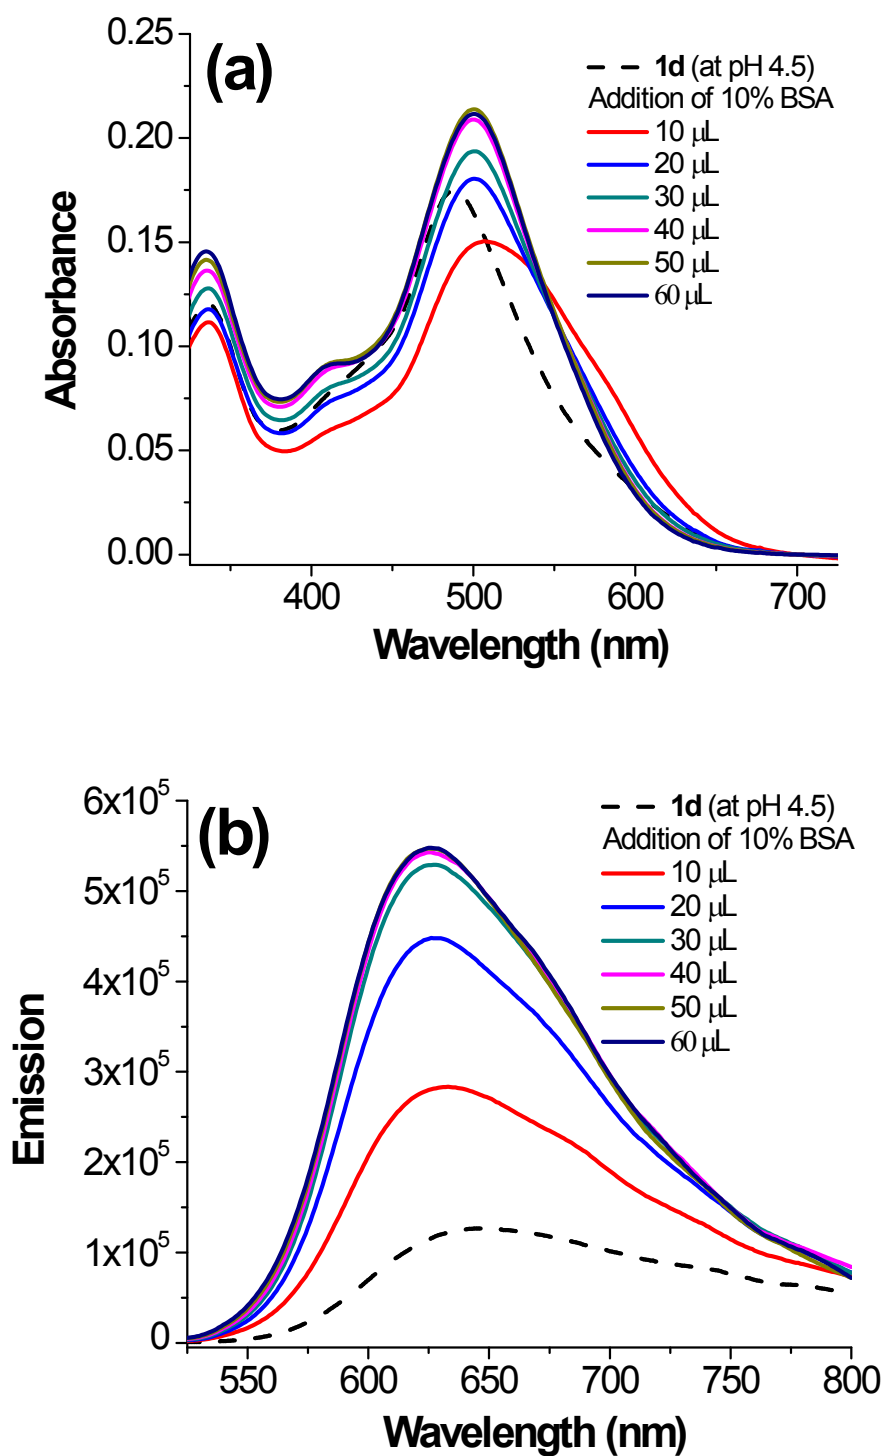 (a)
1d (at pH 4.5)
Addition of 10% BSA
10 μL
20 μL
30 μL
40 μL
50 μL
60 μL
Absorbance
0.25
0.20
0.15
0.10
0.05
0.00
400 500 600 700
Wavelength (nm)
(b)
1d (at pH 4.5)
Addition of 10% BSA
10 μL
20 μL
30 μL
40 μL
50 μL
60 μL
Emission
6x10⁵
5x10⁵
4x10⁵
3x10⁵
2x10⁵
1x10⁵
0
550 600 650 700 750 800
Wavelength (nm)